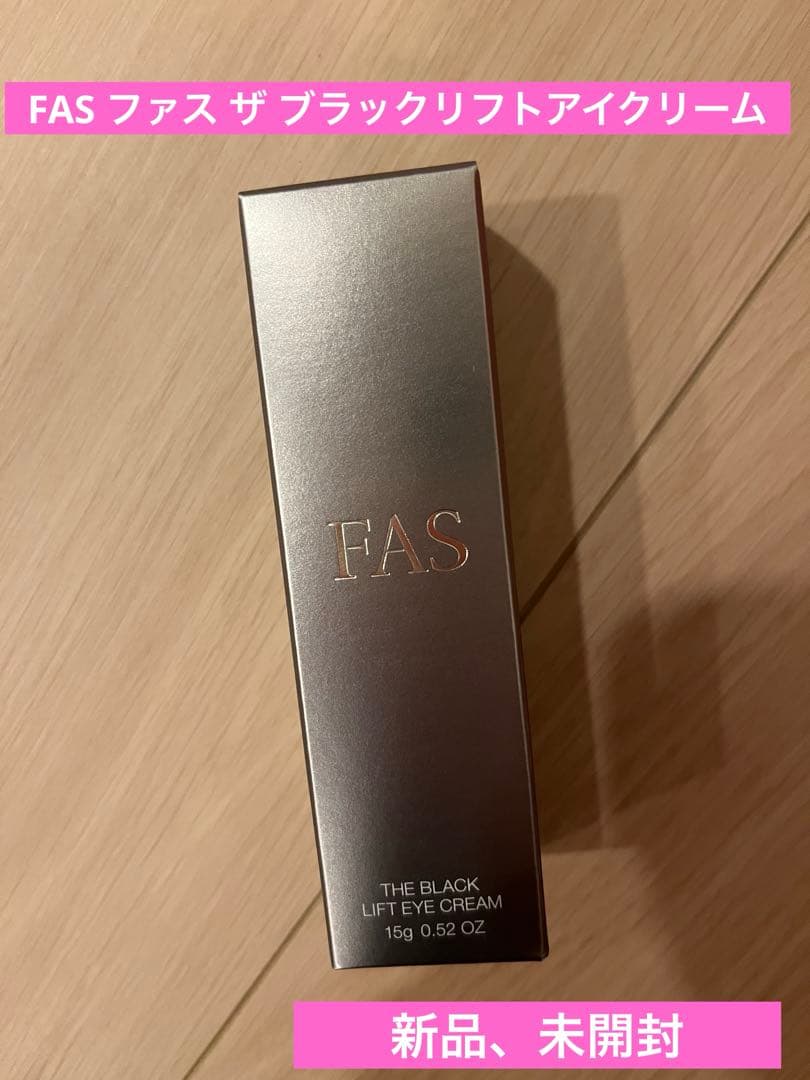 FAS ファス ザ ブラックリフトアイクリーム
FAS
THE BLACK
LIFT EYE CREAM
15g 0.52 OZ
新品、未開封